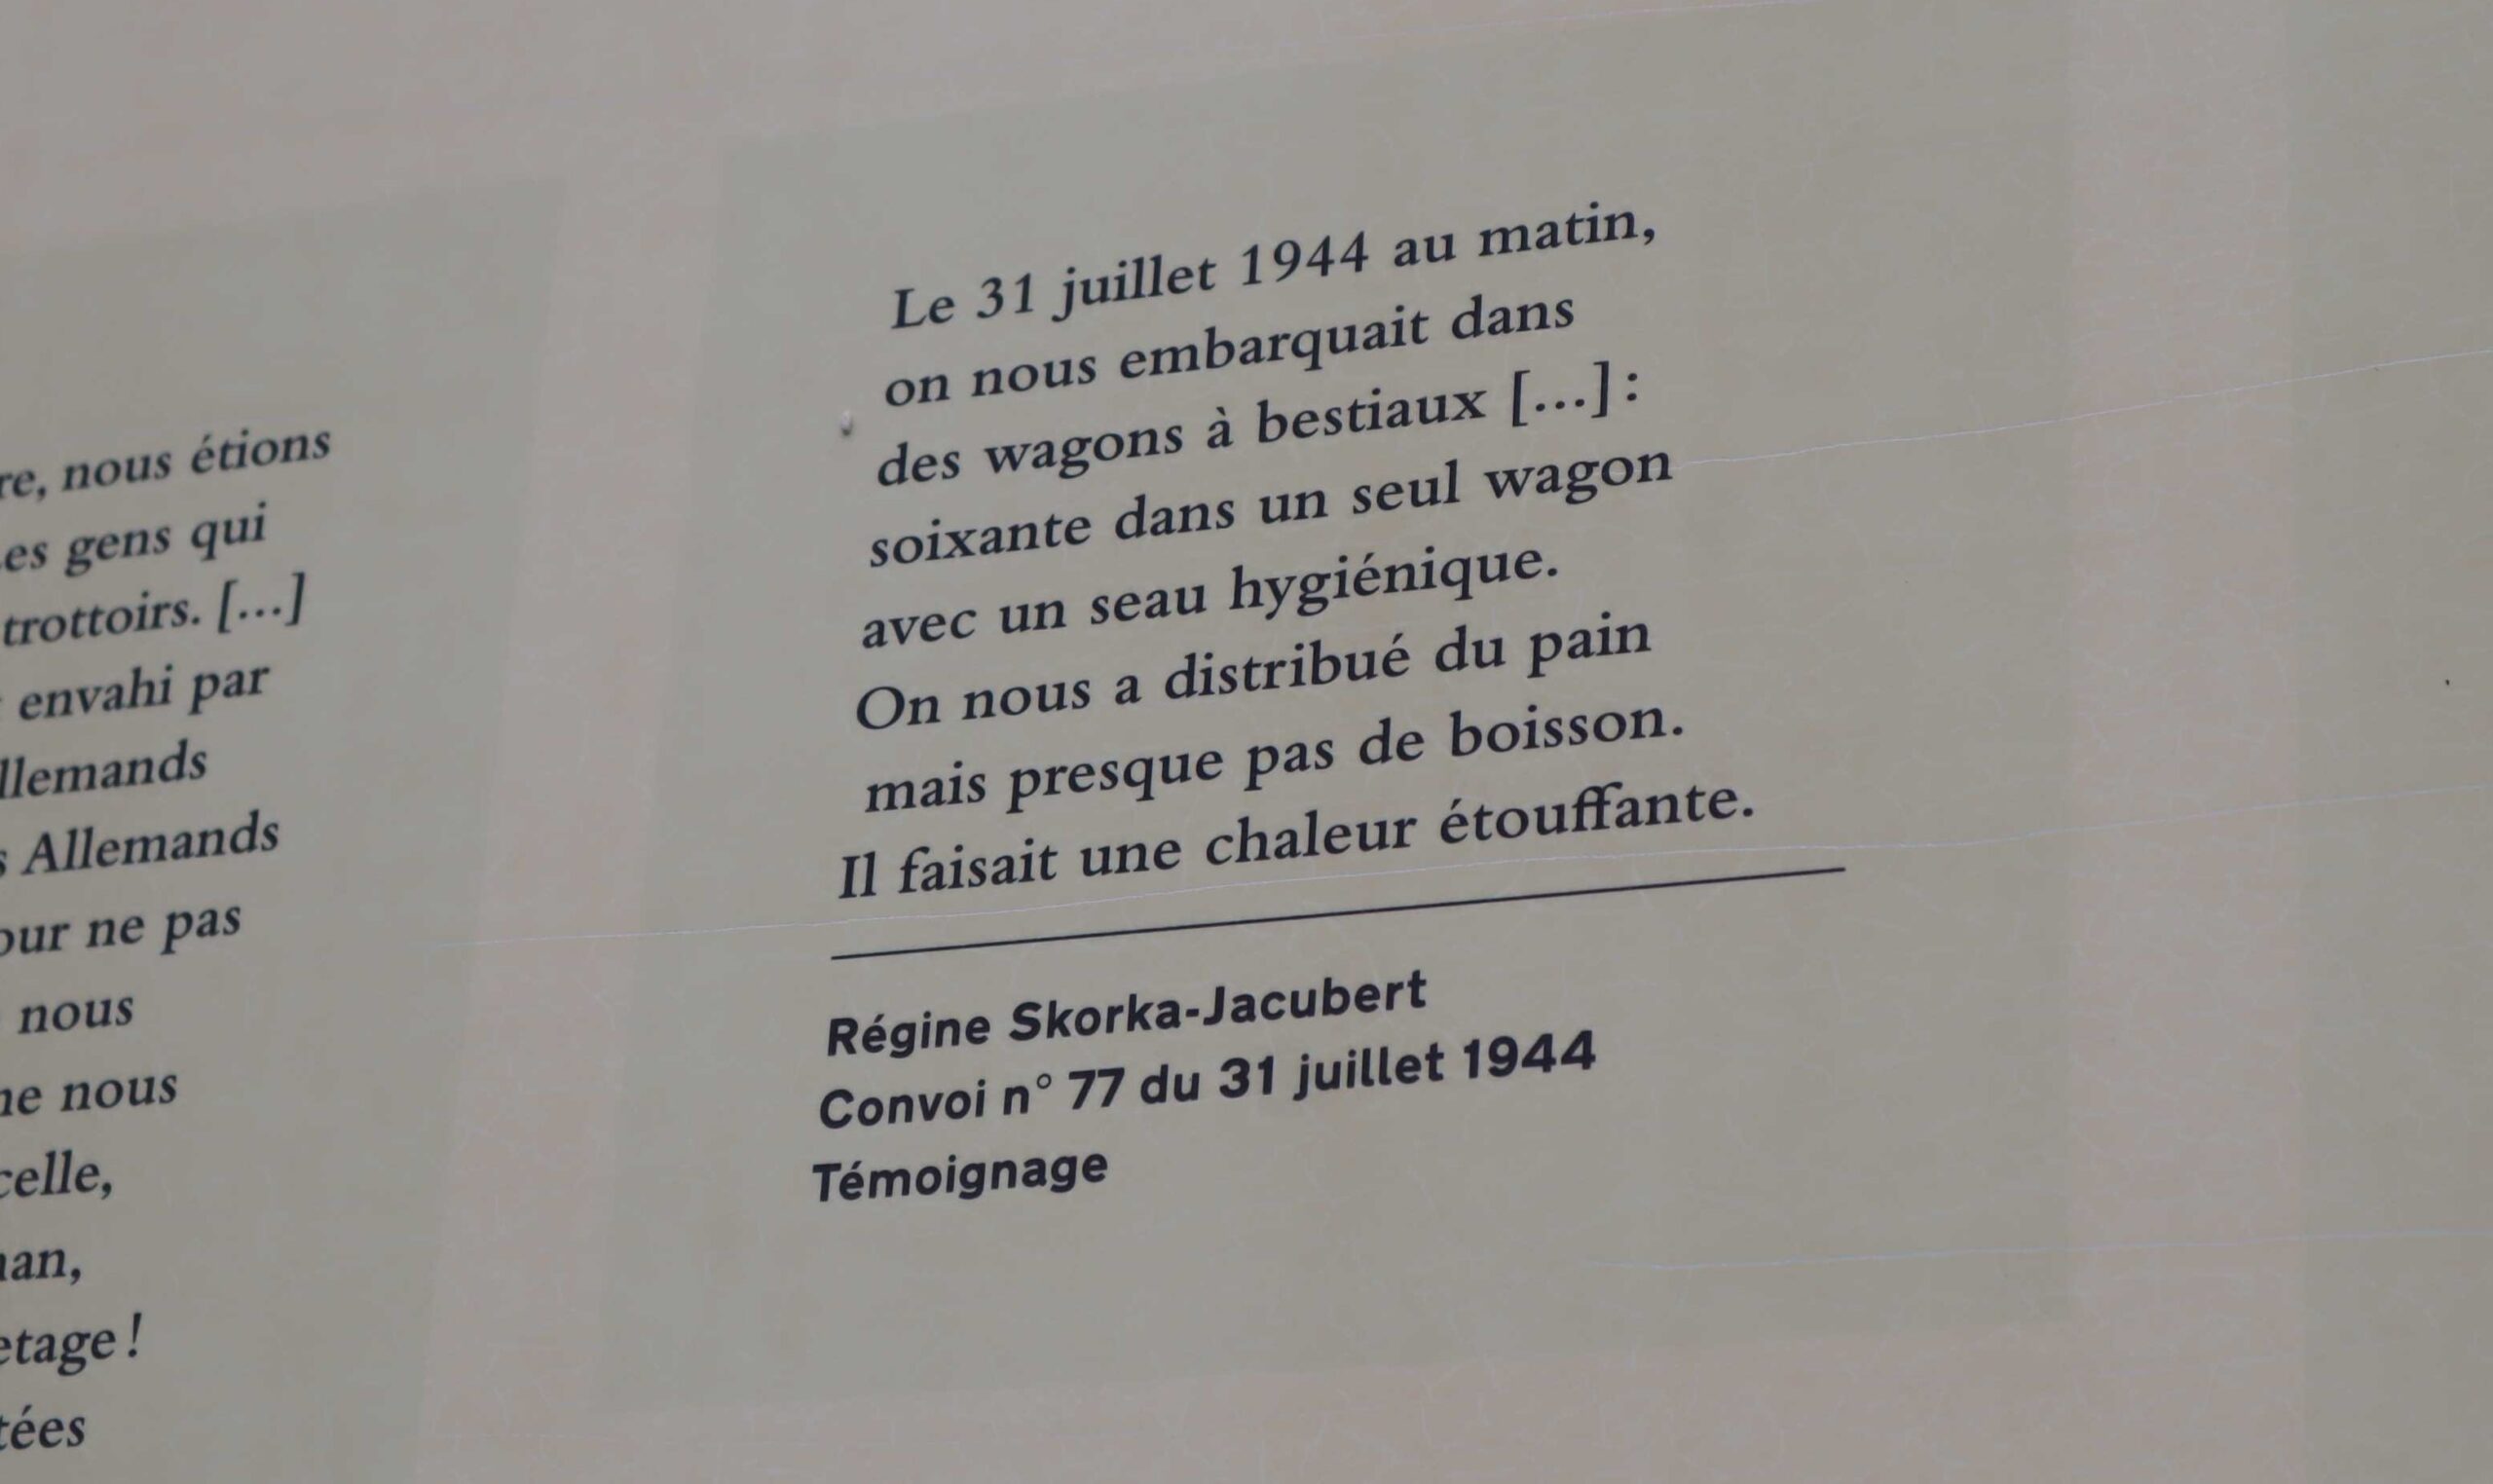 nous étions
gens qui
trottoirs. […]
envahi par
Allemands
ne pas
nous
nous
Le 31 juillet 1944 au matin,
on nous embarquait dans
des wagons à bestiaux […] :
soixante dans un seul wagon
avec un seau hygiénique.
On nous a distribué du pain
mais presque pas de boisson.
Il faisait une chaleur étouffante.
Régine Skorka-Jacubert
Convoi n° 77 du 31 juillet 1944
Témoignage